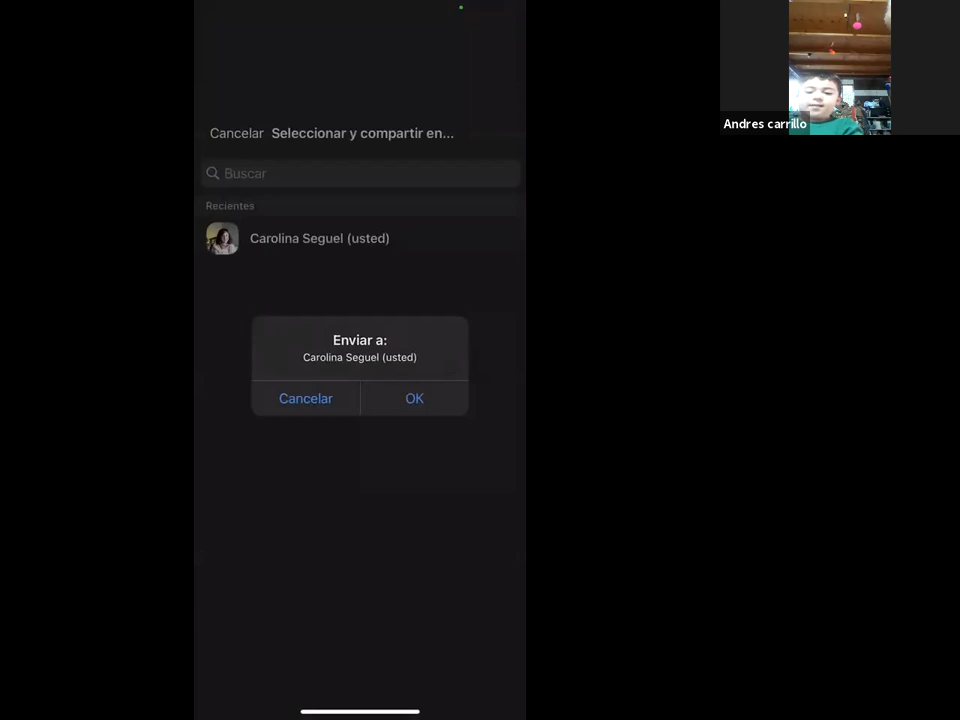 Cancelar Seleccionar y compartir en...
Buscar
Recientes
Carolina Seguel (usted)
Enviar a:
Carolina Seguel (usted)
Cancelar OK
Andres carrillo